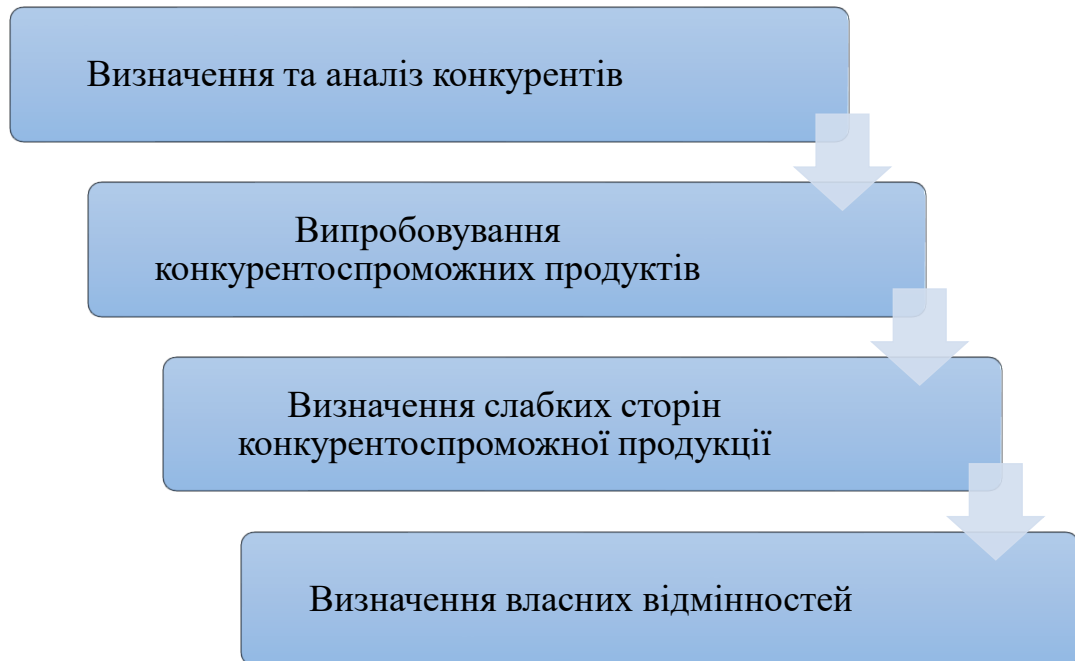 Визначення та аналіз конкурентів
Випробовування
конкурентоспроможних продуктів
Визначення слабких сторін
конкурентоспроможної продукції
Визначення власних відмінностей